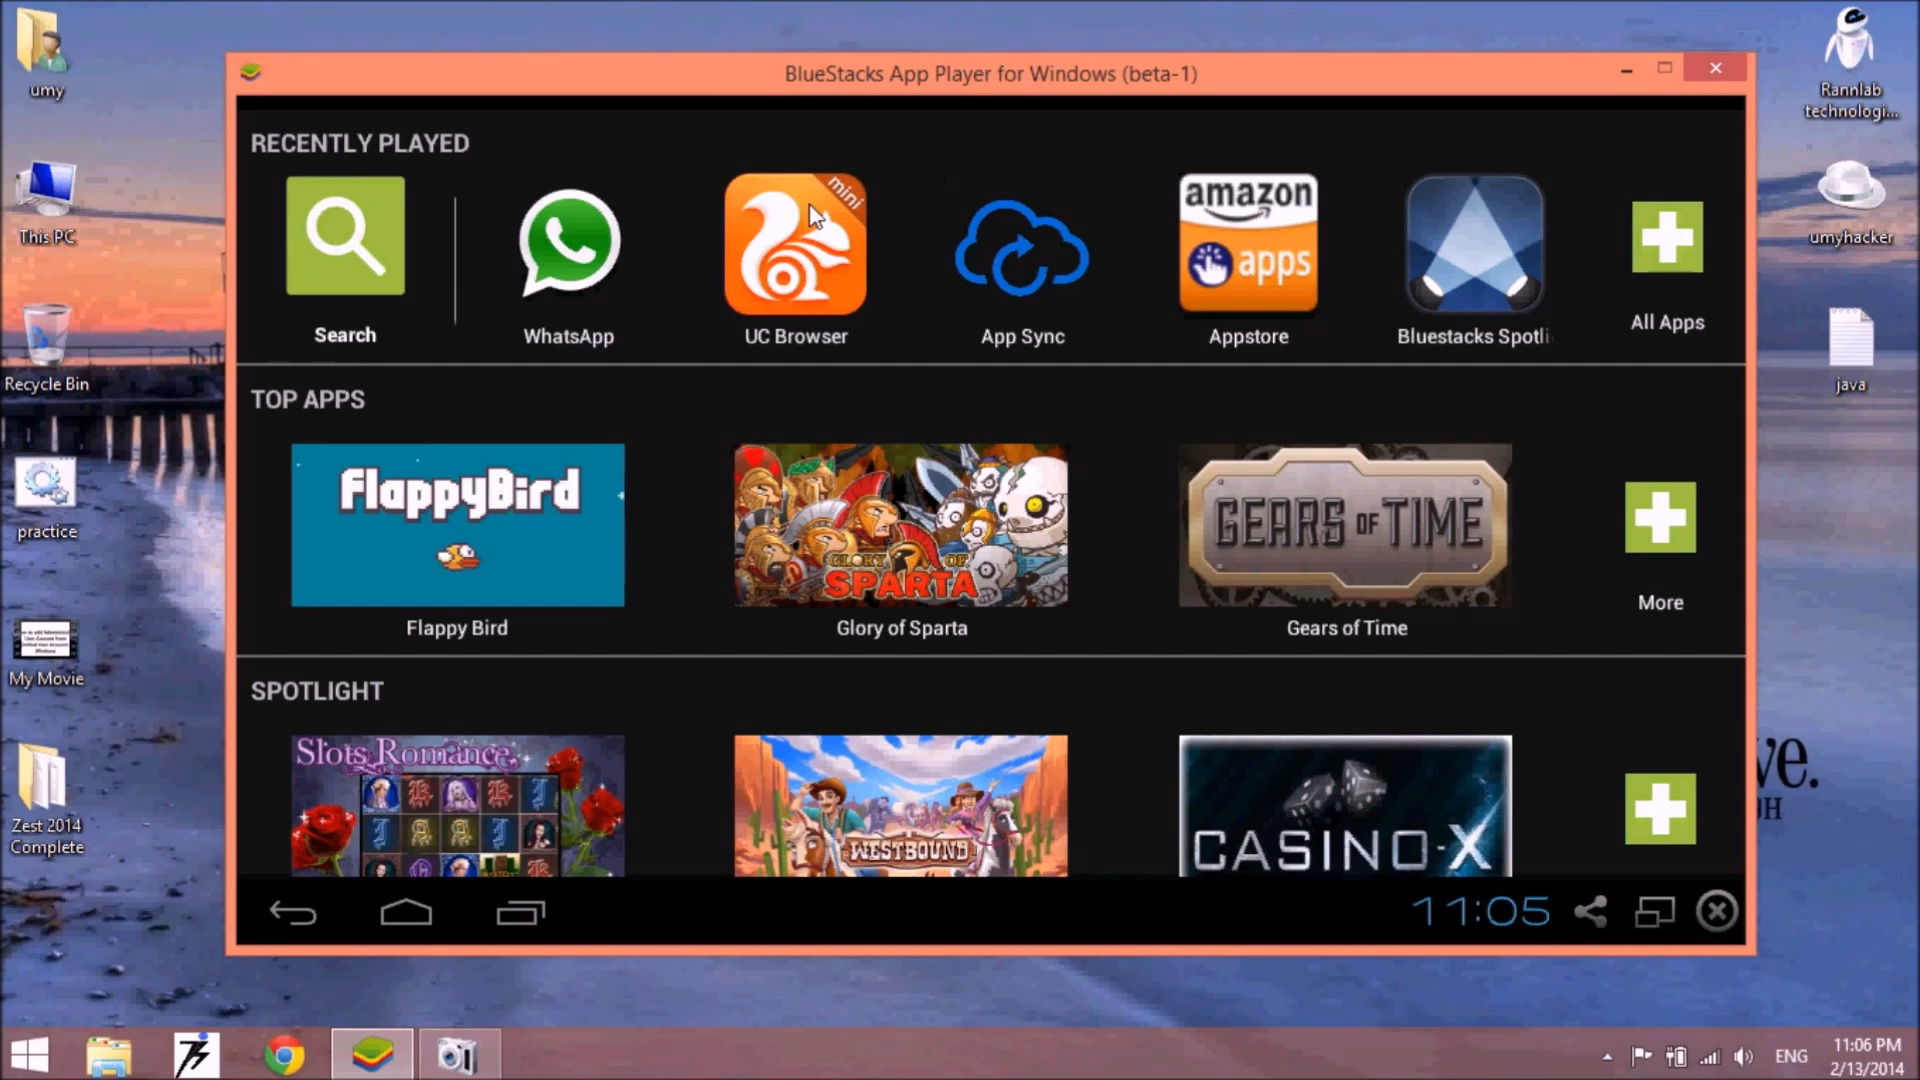 BlueStacks App Player for Windows (beta-1)
umy
This PC
Recycle Bin
practice
My Movie
Zest 2014
Complete
RECENTLY PLAYED
Search
WhatsApp
mini
UC Browser
App Sync
amazon
apps
Appstore
Bluestacks Spotli
All Apps
TOP APPS
FlappyBird
Flappy Bird
GLORY OF
SPARTA
Glory of Sparta
GEARS OF TIME
Gears of Time
More
SPOTLIGHT
Slots Romance
WESTBOUND
CASINO-X
11:05
Rannlab
technologi...
umyhacker
java
ve.
ENG
11:06 PM
2/13/2014